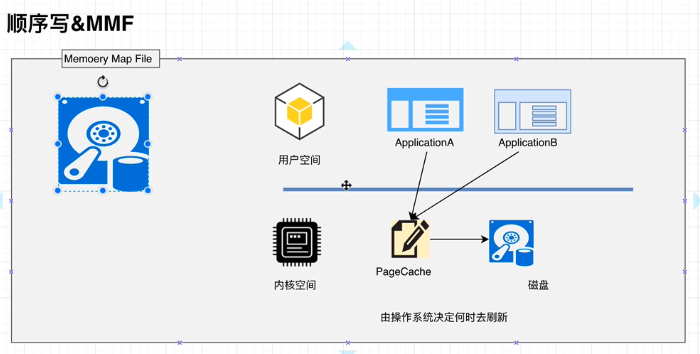 顺序写&MMF
Memoery Map File
用户空间
ApplicationA
ApplicationB
内核空间
PageCache
磁盘
由操作系统决定何时去刷新